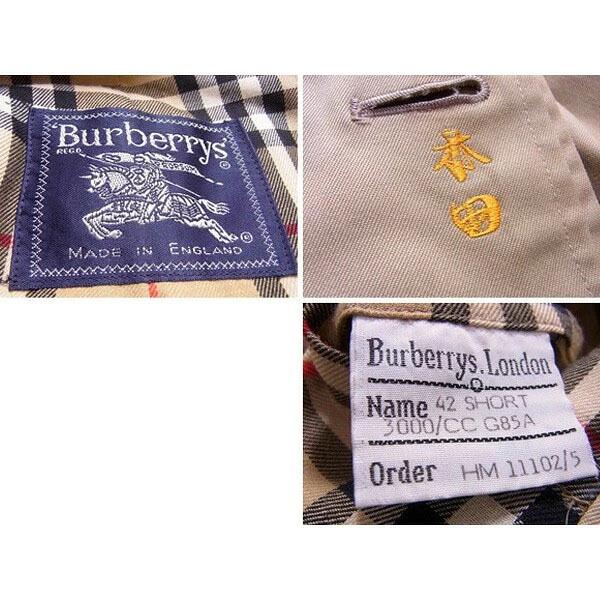 'Burberrys'
REGD
PRORSUM
©
®
MADE IN ENGLAND
本
田
Burberrys.London
Name 42 SHORT
3000/CC G85A
Order HM 11102/5